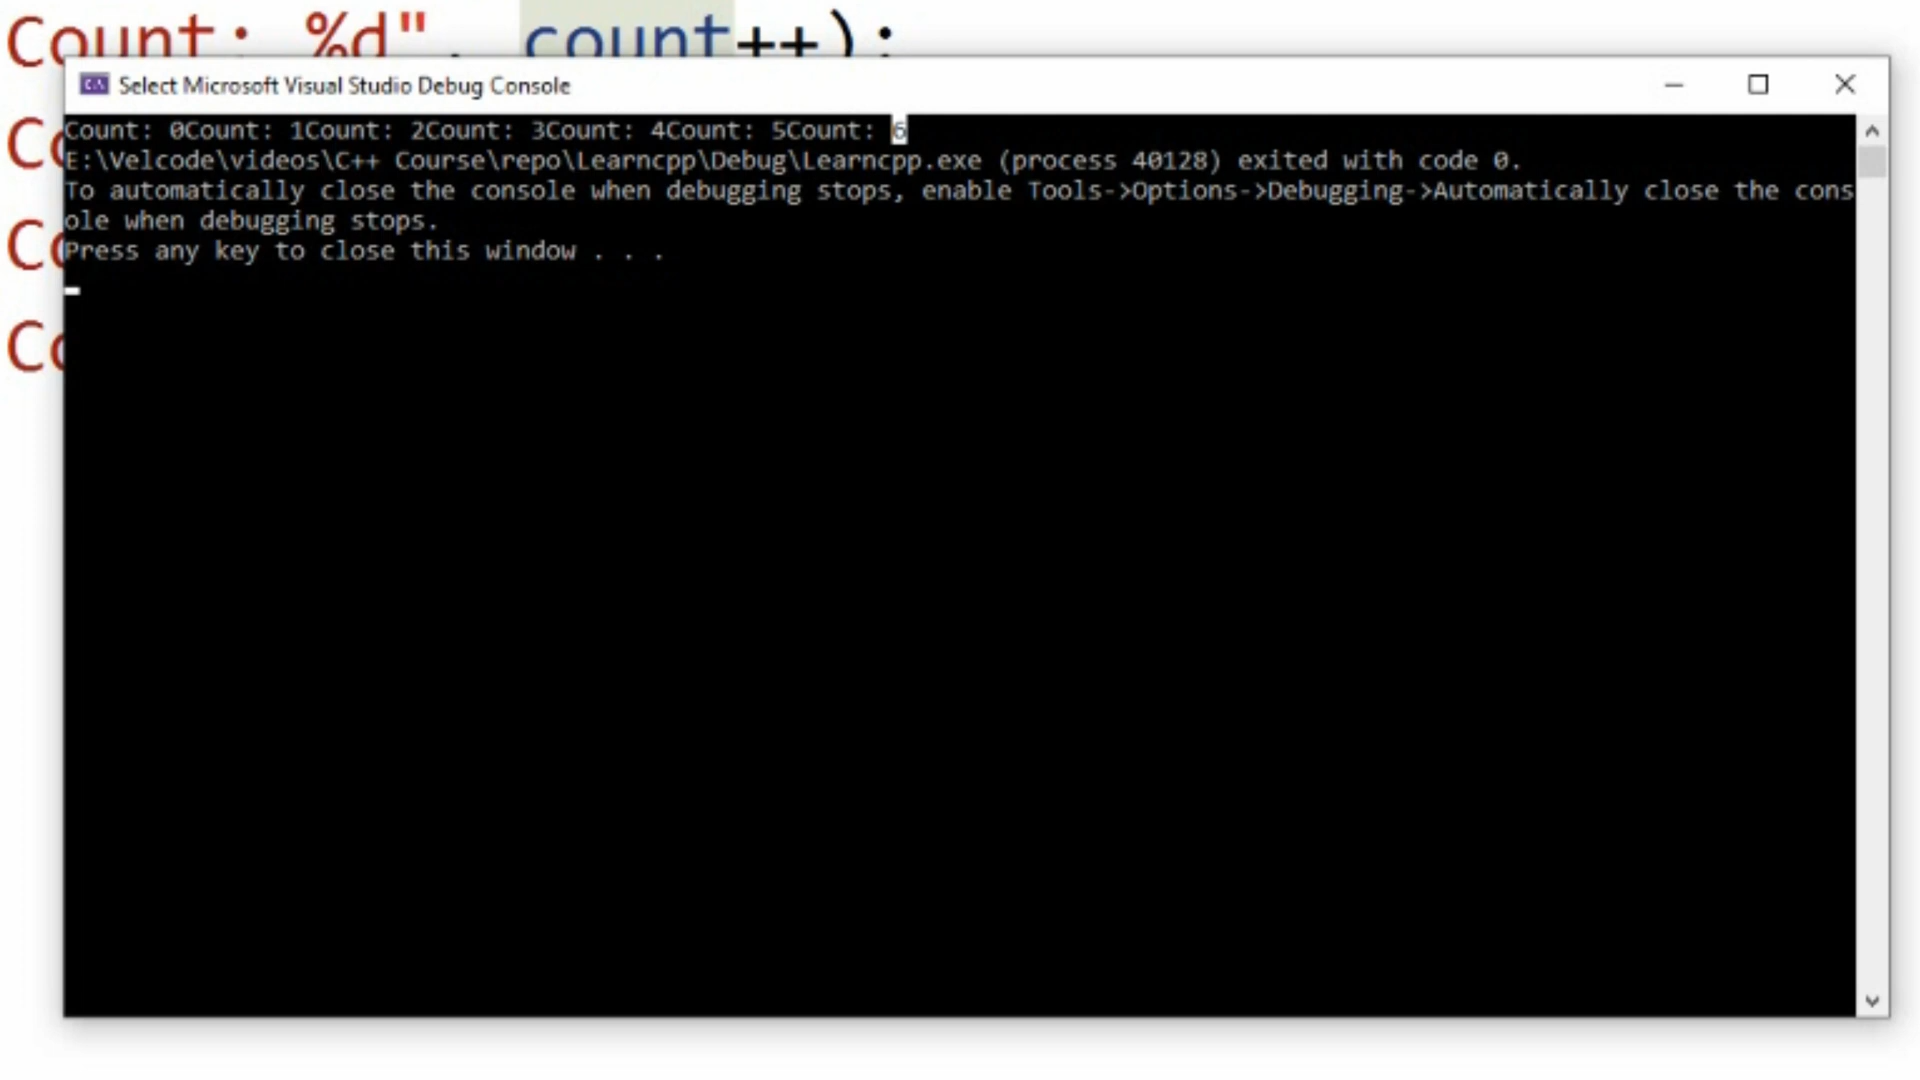 Count: %d", count++);
Select Microsoft Visual Studio Debug Console
Count: 0Count: 1Count: 2Count: 3Count: 4Count: 5Count: 6
E:\Velcode\videos\C++ Course\repo\Learncpp\Debug\Learncpp.exe (process 40128) exited with code 0.
To automatically close the console when debugging stops, enable Tools->Options->Debugging->Automatically close the cons
ole when debugging stops.
Press any key to close this window . . .
Co
Co
Co